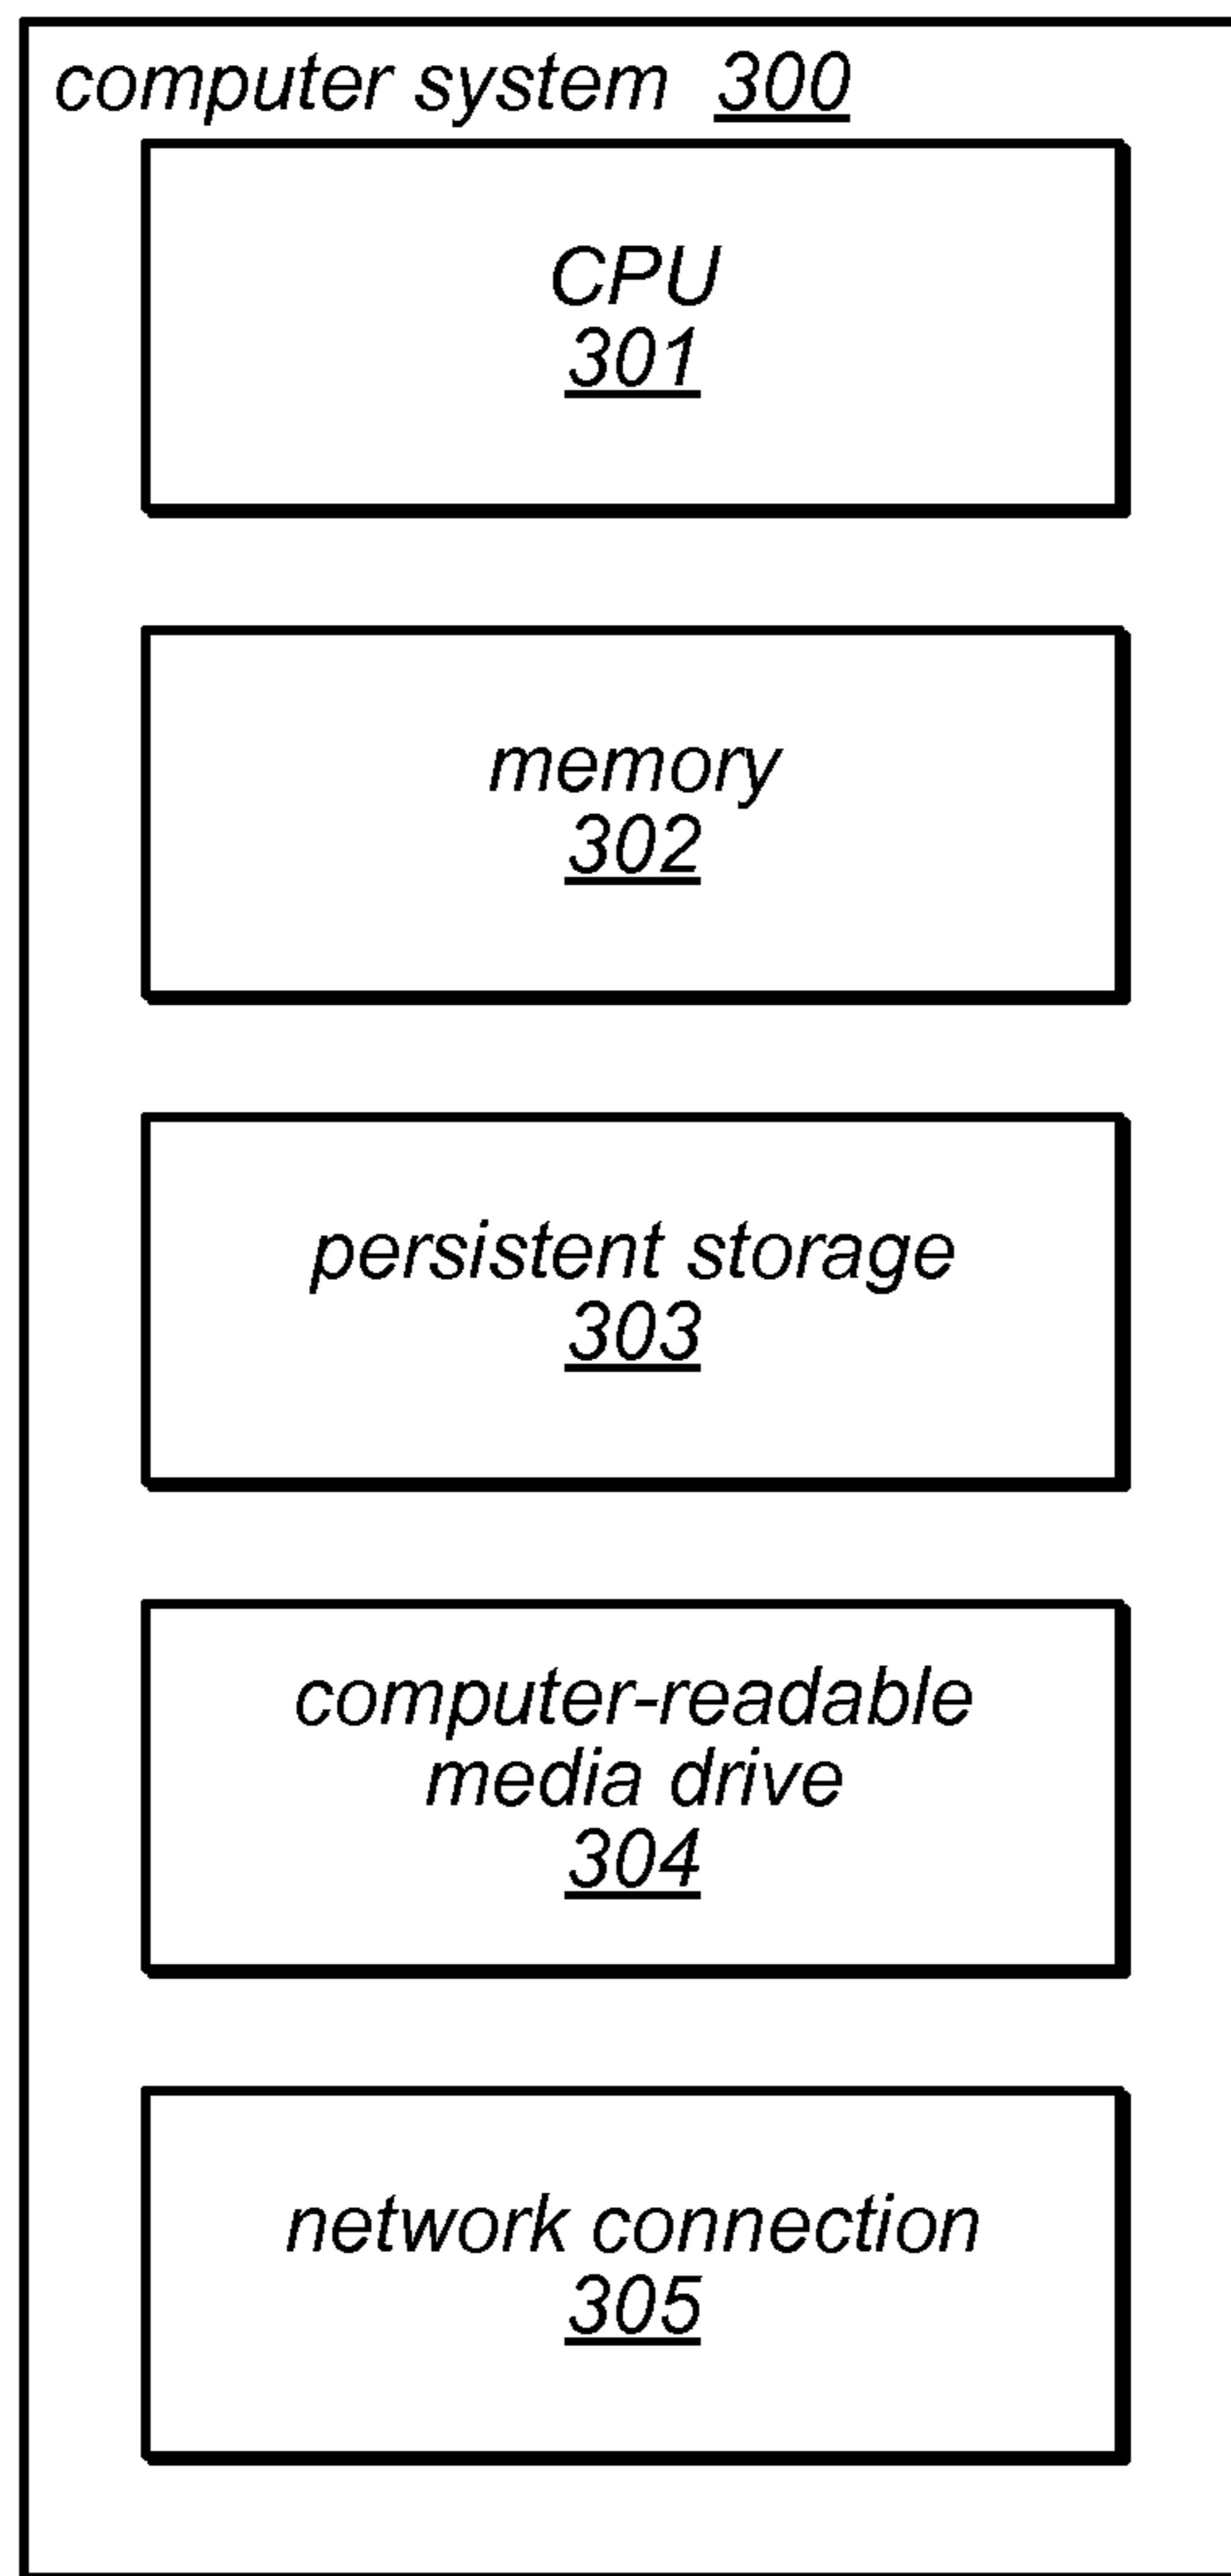 computer system 300
CPU
301
memory
302
persistent storage
303
computer-readable
media drive
304
network connection
305